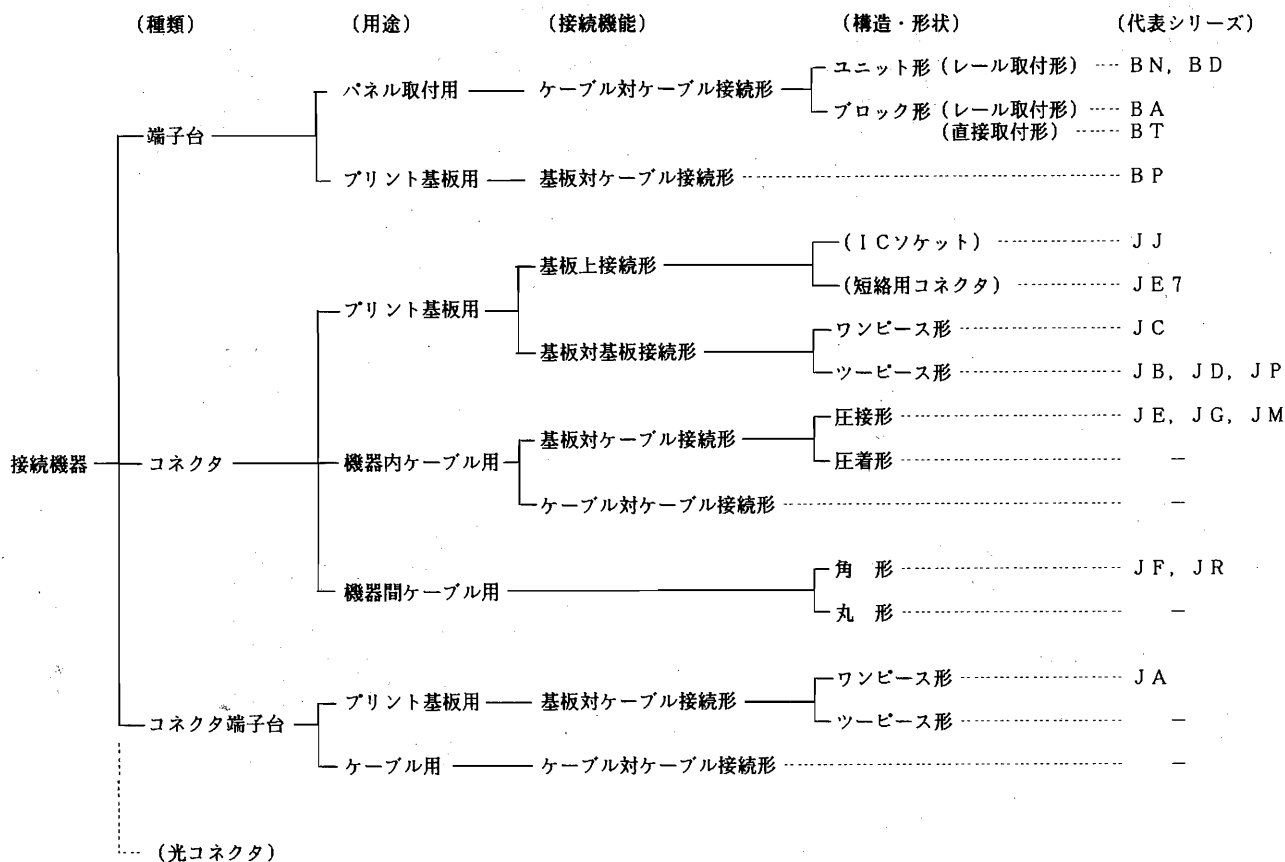 (種類) (用途) (接続機能) (構造・形状) (代表シリーズ)
ユニット形 (レール取付形) BN, BD
パネル取付用 ケーブル対ケーブル接続形
ブロック形 (レール取付形) BA
端子台
(直接取付形) BT
プリント基板用 基板対ケーブル接続形 BP
(ICソケット) JJ
基板上接続形
(短絡用コネクタ) JE7
プリント基板用
ワンピース形 JC
基板対基板接続形
ツーピース形 JB, JD, JP
圧接形 JE, JG, JM
基板対ケーブル接続形
接続機器 コネクタ 機器内ケーブル用 圧着形 −
ケーブル対ケーブル接続形 −
角 形 JF, JR
機器間ケーブル用
丸 形 −
ワンピース形 JA
プリント基板用 基板対ケーブル接続形
コネクタ端子台 ツーピース形 −
ケーブル用 ケーブル対ケーブル接続形 −
(光コネクタ)